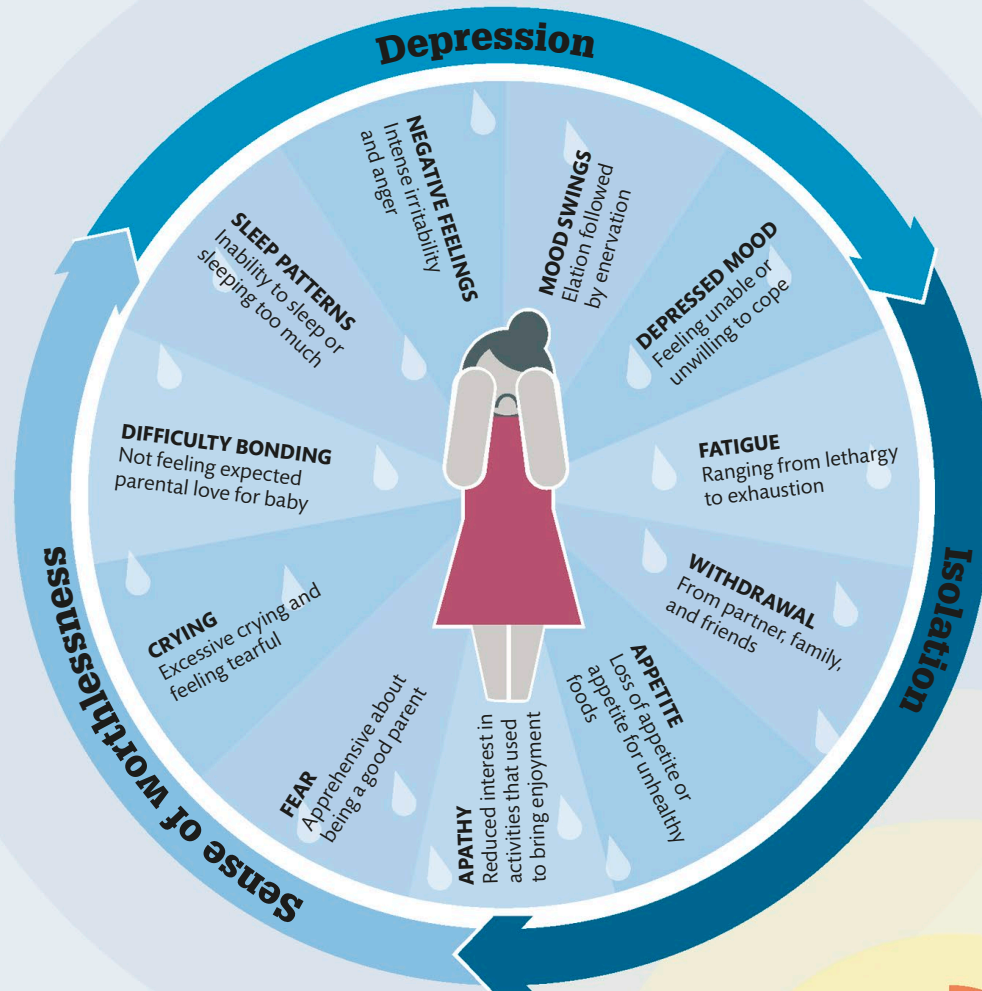 Depression
MOOD SWINGS
Elation followed
by enervation
DEPRESSED MOOD
Feeling unable or
unwilling to cope
FATIGUE
Ranging from lethargy
to exhaustion
WITHDRAWAL
From partner, family,
and friends
APPETITE
Loss of appetite or
appetite for unhealthy
foods
APATHY
Reduced interest in
activities that used
to bring enjoyment
FEAR
Apprehensive about
being a good parent
CRYING
Excessive crying and
feeling tearful
DIFFICULTY BONDING
Not feeling expected
parental love for baby
SLEEP PATTERNS
Inability to sleep or
sleeping too much
NEGATIVE FEELINGS
Intense irritability
and anger
Isolation
Sense of worthlessness